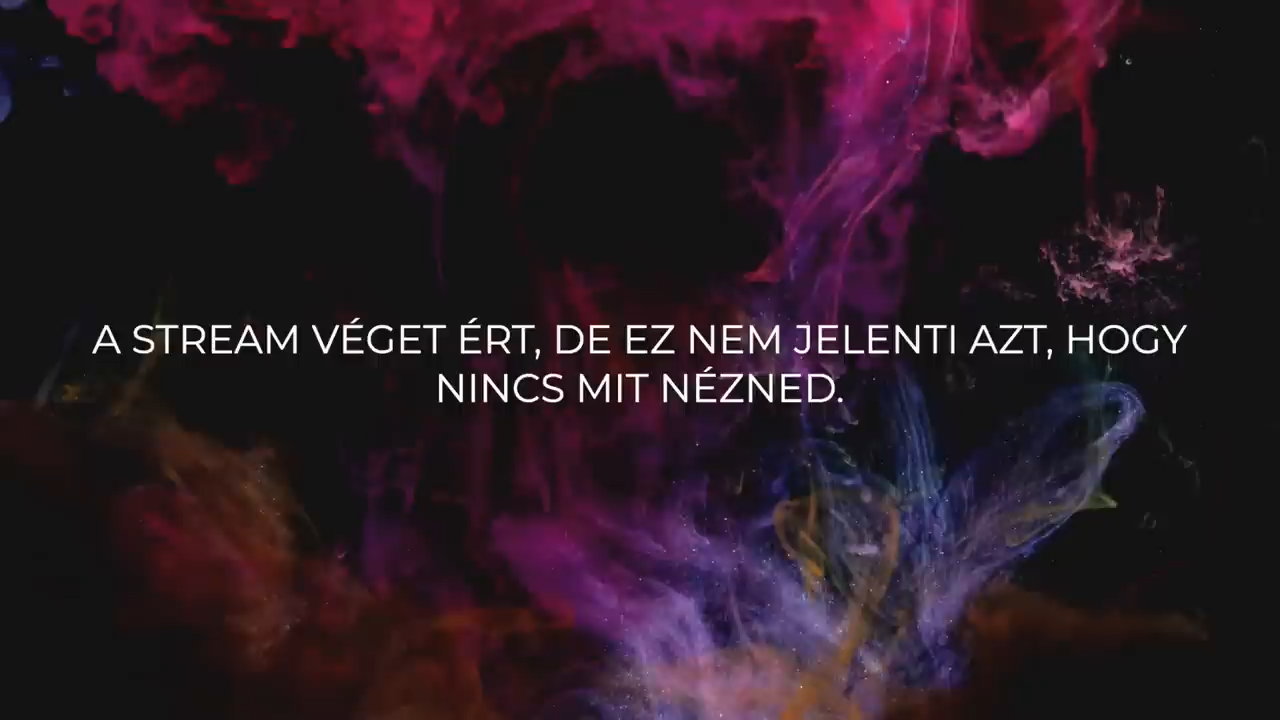 A STREAM VÉGET ÉRT, DE EZ NEM JELENTI AZT, HOGY
NINCS MIT NÉZNED.